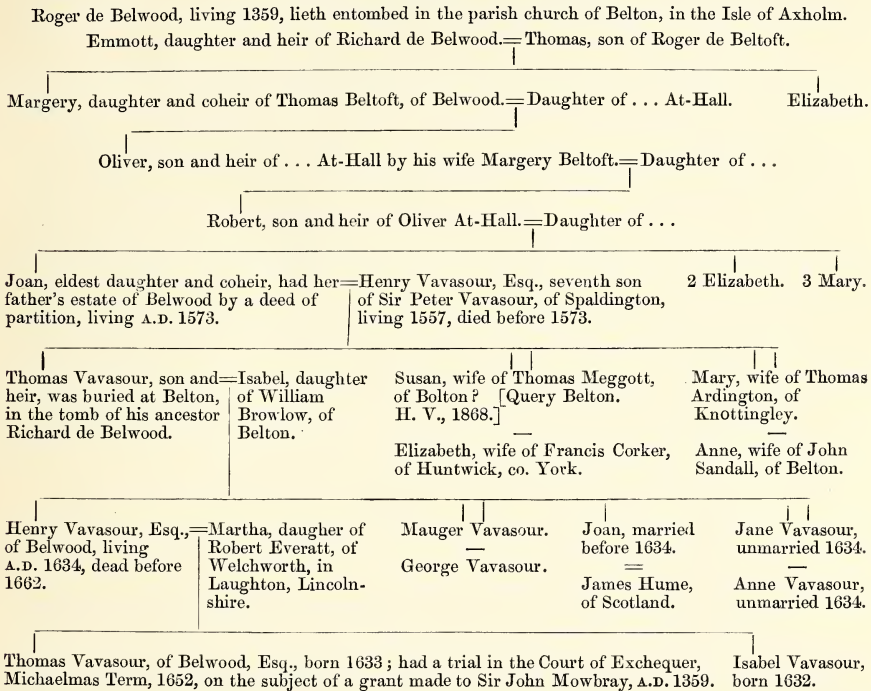 Roger de Belwood, living 1359, lieth entombed in the parish church of Belton, in the Isle of Axholm.
Emmott, daughter and heir of Richard de Belwood.=Thomas, son of Roger de Beltoft.
Margery, daughter and coheir of Thomas Beltoft, of Belwood.=Daughter of . . . At-Hall.
Elizabeth.
Oliver, son and heir of . . . At-Hall by his wife Margery Beltoft.=Daughter of . . .
Robert, son and heir of Oliver At-Hall.=Daughter of . . .
Joan, eldest daughter and coheir, had her=
father's estate of Belwood by a deed of
partition, living A.D. 1573.
Henry Vavasour, Esq., seventh son
of Sir Peter Vavasour, of Spaldington,
living 1557, died before 1573.
2 Elizabeth.
3 Mary.
Thomas Vavasour, son and=
heir, was buried at Belton,
in the tomb of his ancestor
Richard de Belwood.
Isabel, daughter
of William
Browlow, of
Belton.
Susan, wife of Thomas Meggott,
of Bolton? [Query Belton.
H. V., 1868.]
—
Elizabeth, wife of Francis Corker,
of Huntwick, co. York.
Mary, wife of Thomas
Ardington, of
Knottingley.
—
Anne, wife of John
Sandall, of Belton.
Henry Vavasour, Esq.,=
of Belwood, living
A.D. 1634, dead before
1662.
Martha, daugher of
Robert Everatt, of
Welchworth, in
Laughton, Lincoln-
shire.
Mauger Vavasour.
—
George Vavasour.
Joan, married
before 1634.
=
James Hume,
of Scotland.
Jane Vavasour,
unmarried 1634.
—
Anne Vavasour,
unmarried 1634.
Thomas Vavasour, of Belwood, Esq., born 1633; had a trial in the Court of Exchequer,
Michaelmas Term, 1652, on the subject of a grant made to Sir John Mowbray, A.D. 1359.
Isabel Vavasour,
born 1632.